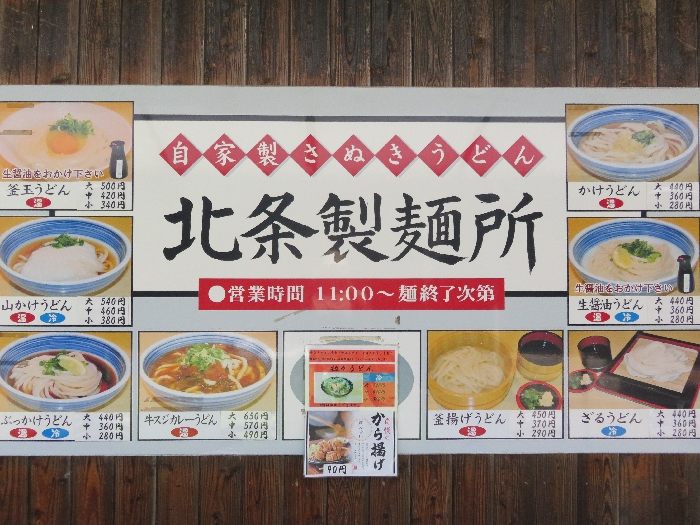 自家製さぬきうどん
北条製麺所
●営業時間 11:00〜麺終了次第
生醤油をおかけ下さい
釜玉うどん
温
大 500円
中 420円
小 340円
山かけうどん
温 冷
大 540円
中 460円
小 380円
ぶっかけうどん
温 冷
大 440円
中 360円
小 280円
牛スジカレーうどん
温
大 650円
中 570円
小 490円
から揚げ
90円
釜揚げうどん
温
大 450円
中 370円
小 290円
ざるうどん
温 冷
大 440円
中 360円
小 280円
かけうどん
温
大 440円
中 360円
小 280円
生醤油をおかけ下さい
生醤油うどん
温 冷
大 440円
中 360円
小 280円